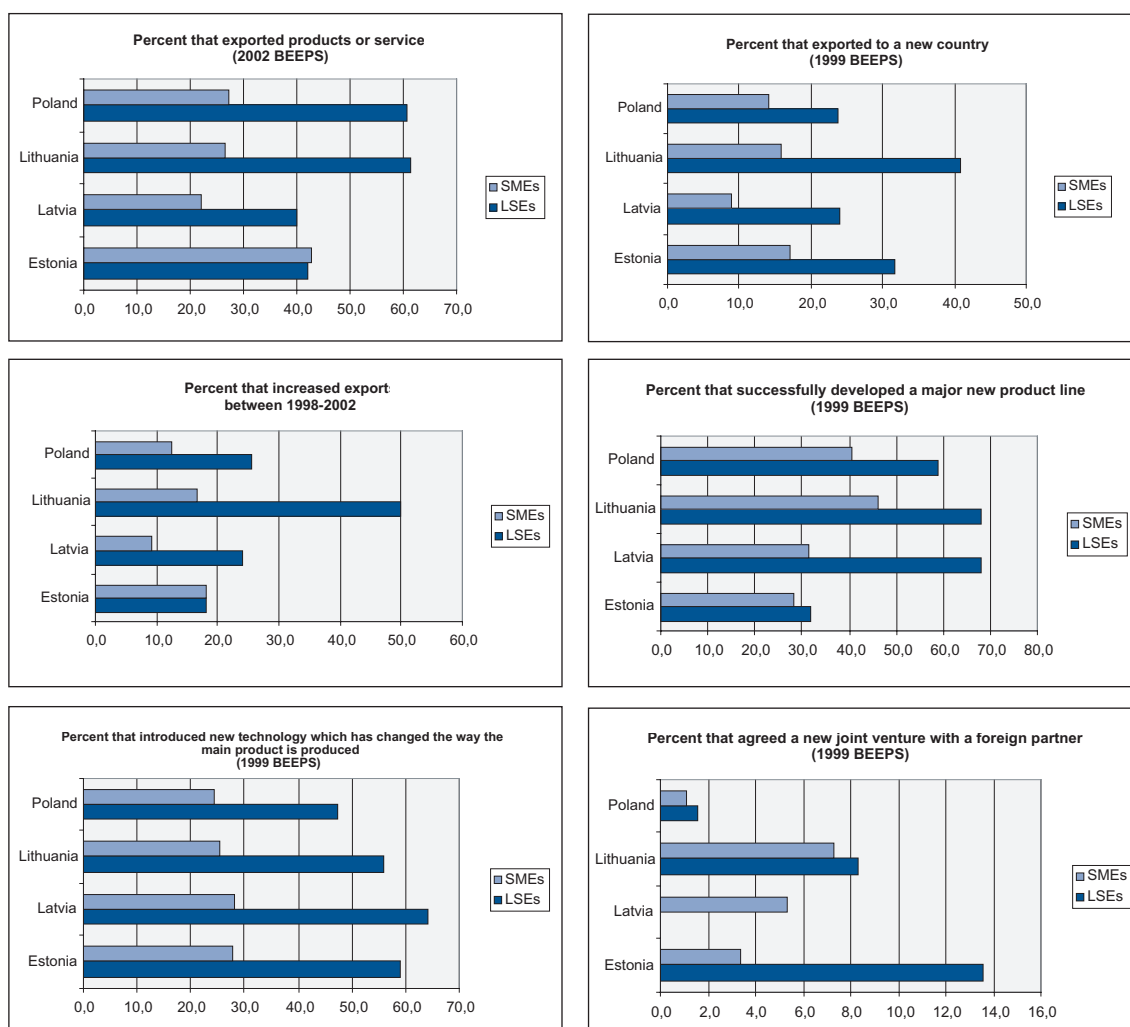 Percent that exported products or service
(2002 BEEPS)
Poland
Lithuania
Latvia
Estonia
0,0 10,0 20,0 30,0 40,0 50,0 60,0 70,0
SMEs
LSEs
Percent that exported to a new country
(1999 BEEPS)
Poland
Lithuania
Latvia
Estonia
0,0 10,0 20,0 30,0 40,0 50,0
SMEs
LSEs
Percent that increased export
between 1998-2002
Poland
Lithuania
Latvia
Estonia
0,0 10,0 20,0 30,0 40,0 50,0 60,0
SMEs
LSEs
Percent that successfully developed a major new product line
(1999 BEEPS)
Poland
Lithuania
Latvia
Estonia
0,0 10,0 20,0 30,0 40,0 50,0 60,0 70,0 80,0
SMEs
LSEs
Percent that introduced new technology which has changed the way the
main product is produced
(1999 BEEPS)
Poland
Lithuania
Latvia
Estonia
0,0 10,0 20,0 30,0 40,0 50,0 60,0 70,0
SMEs
LSEs
Percent that agreed a new joint venture with a foreign partner
(1999 BEEPS)
Poland
Lithuania
Latvia
Estonia
0,0 2,0 4,0 6,0 8,0 10,0 12,0 14,0 16,0
SMEs
LSEs